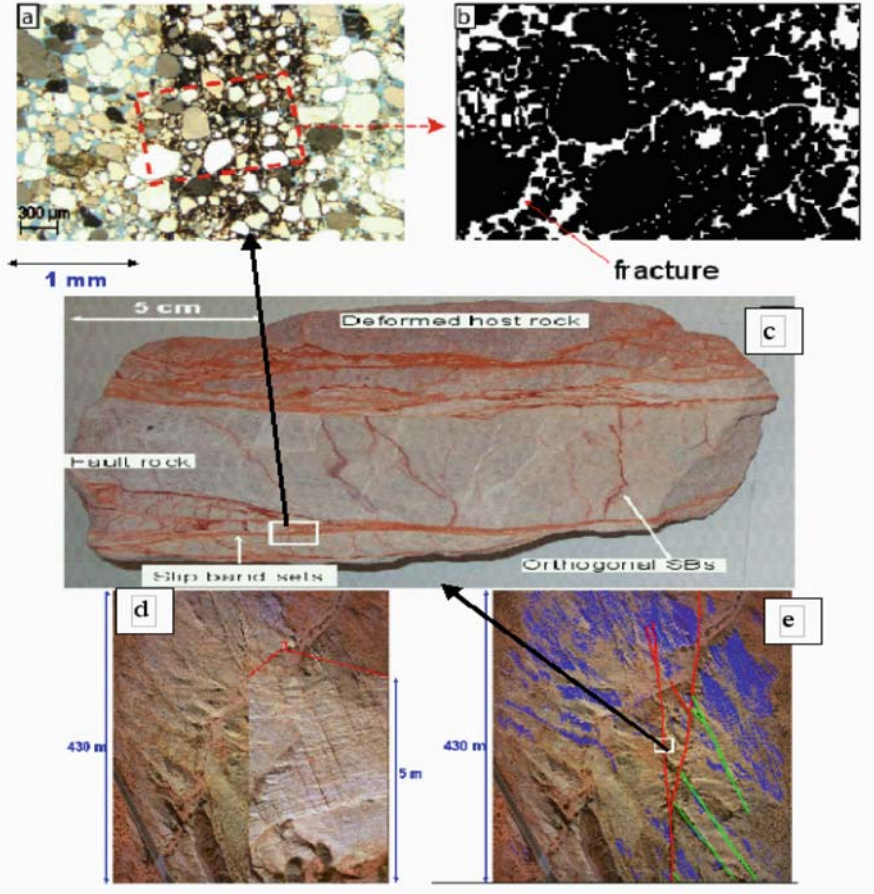 a
b
300 µm
1 mm
fracture
5 cm
Deformed host rock
c
Fault rock
Slip band sets
Orthogonal SBs
d
e
430 m
5 m
430 m